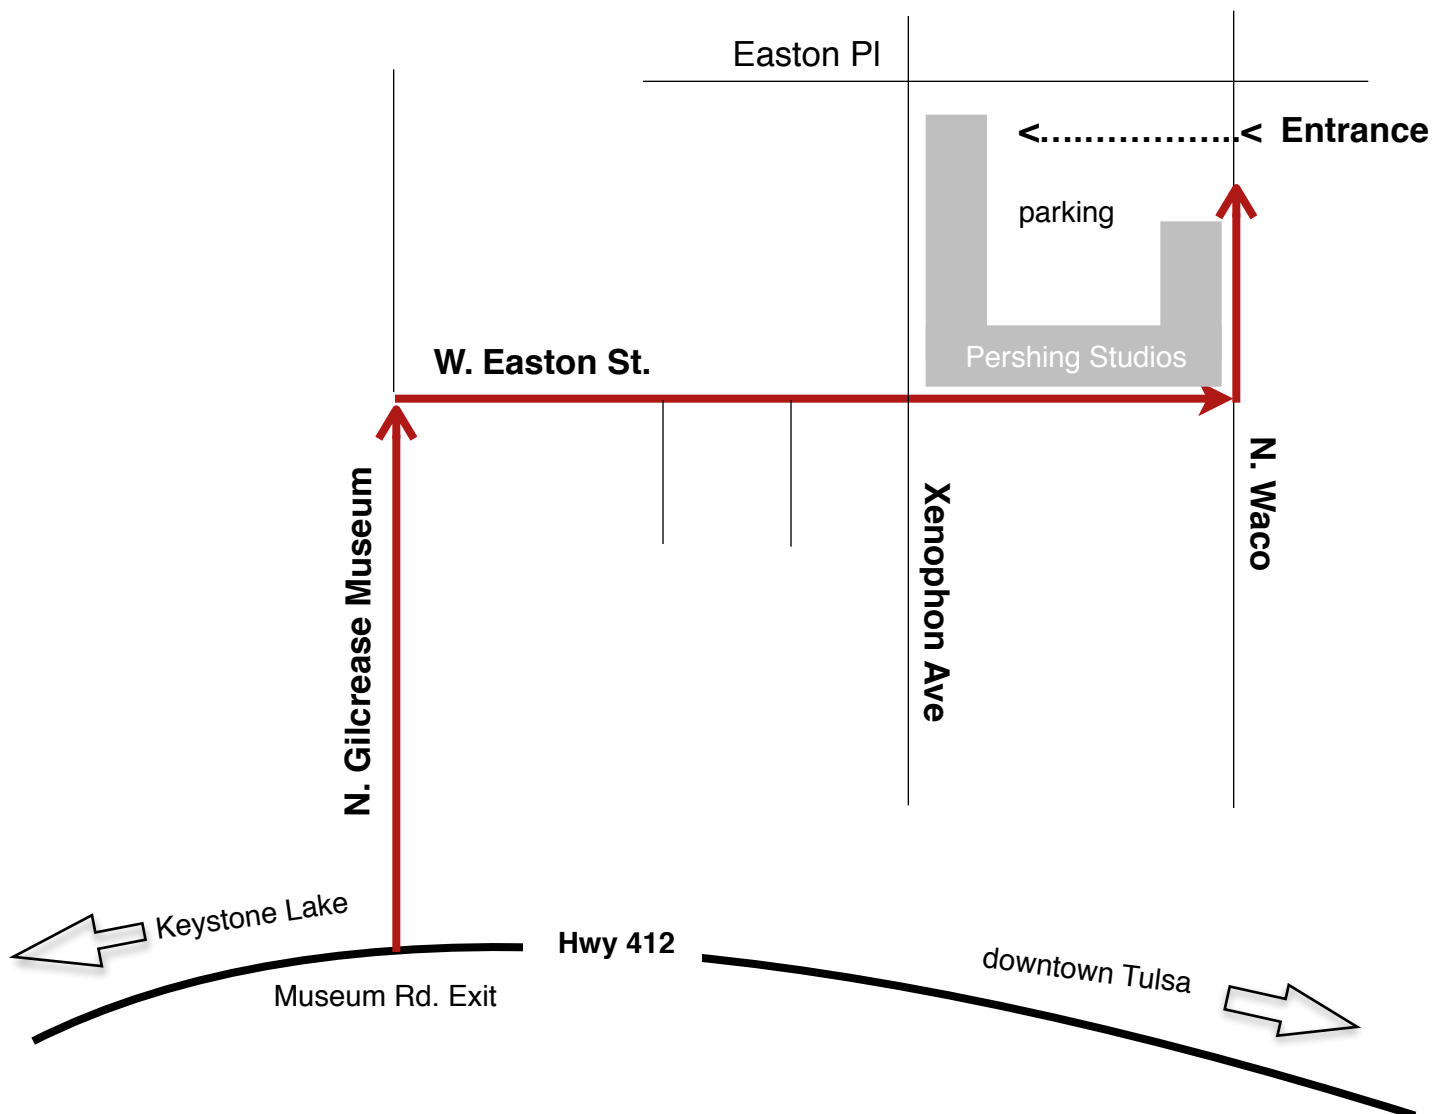 Easton Pl
<....................< Entrance
parking
W. Easton St.
Pershing Studios
N. Gilcrease Museum
Xenophon Ave
N. Waco
Keystone Lake
Hwy 412
downtown Tulsa
Museum Rd. Exit